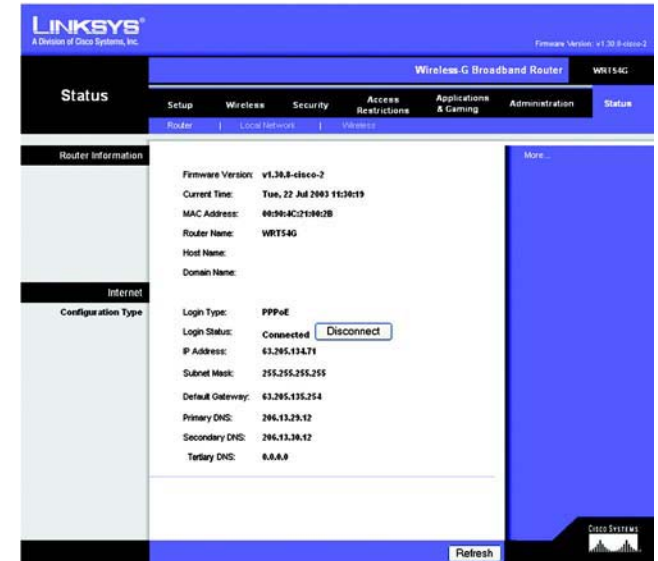 LINKSYS®
A Division of Cisco Systems, Inc.
Firmware Version: v1.30.8-cisco-2
Wireless-G Broadband Router WRT54G
Status
Setup Wireless Security Access Restrictions Applications & Gaming Administration Status
Router | Local Network | Wireless
Router Information
More...
Firmware Version: v1.30.8-cisco-2
Current Time: Tue, 22 Jul 2003 11:30:19
MAC Address: 00:90:4C:21:00:2B
Router Name: WRT54G
Host Name:
Domain Name:
Internet
Configuration Type
Login Type: PPPoE
Login Status: Connected Disconnect
IP Address: 63.205.134.71
Subnet Mask: 255.255.255.255
Default Gateway: 63.205.135.254
Primary DNS: 206.13.29.12
Secondary DNS: 206.13.30.12
Tertiary DNS: 0.0.0.0
Refresh
CISCO SYSTEMS